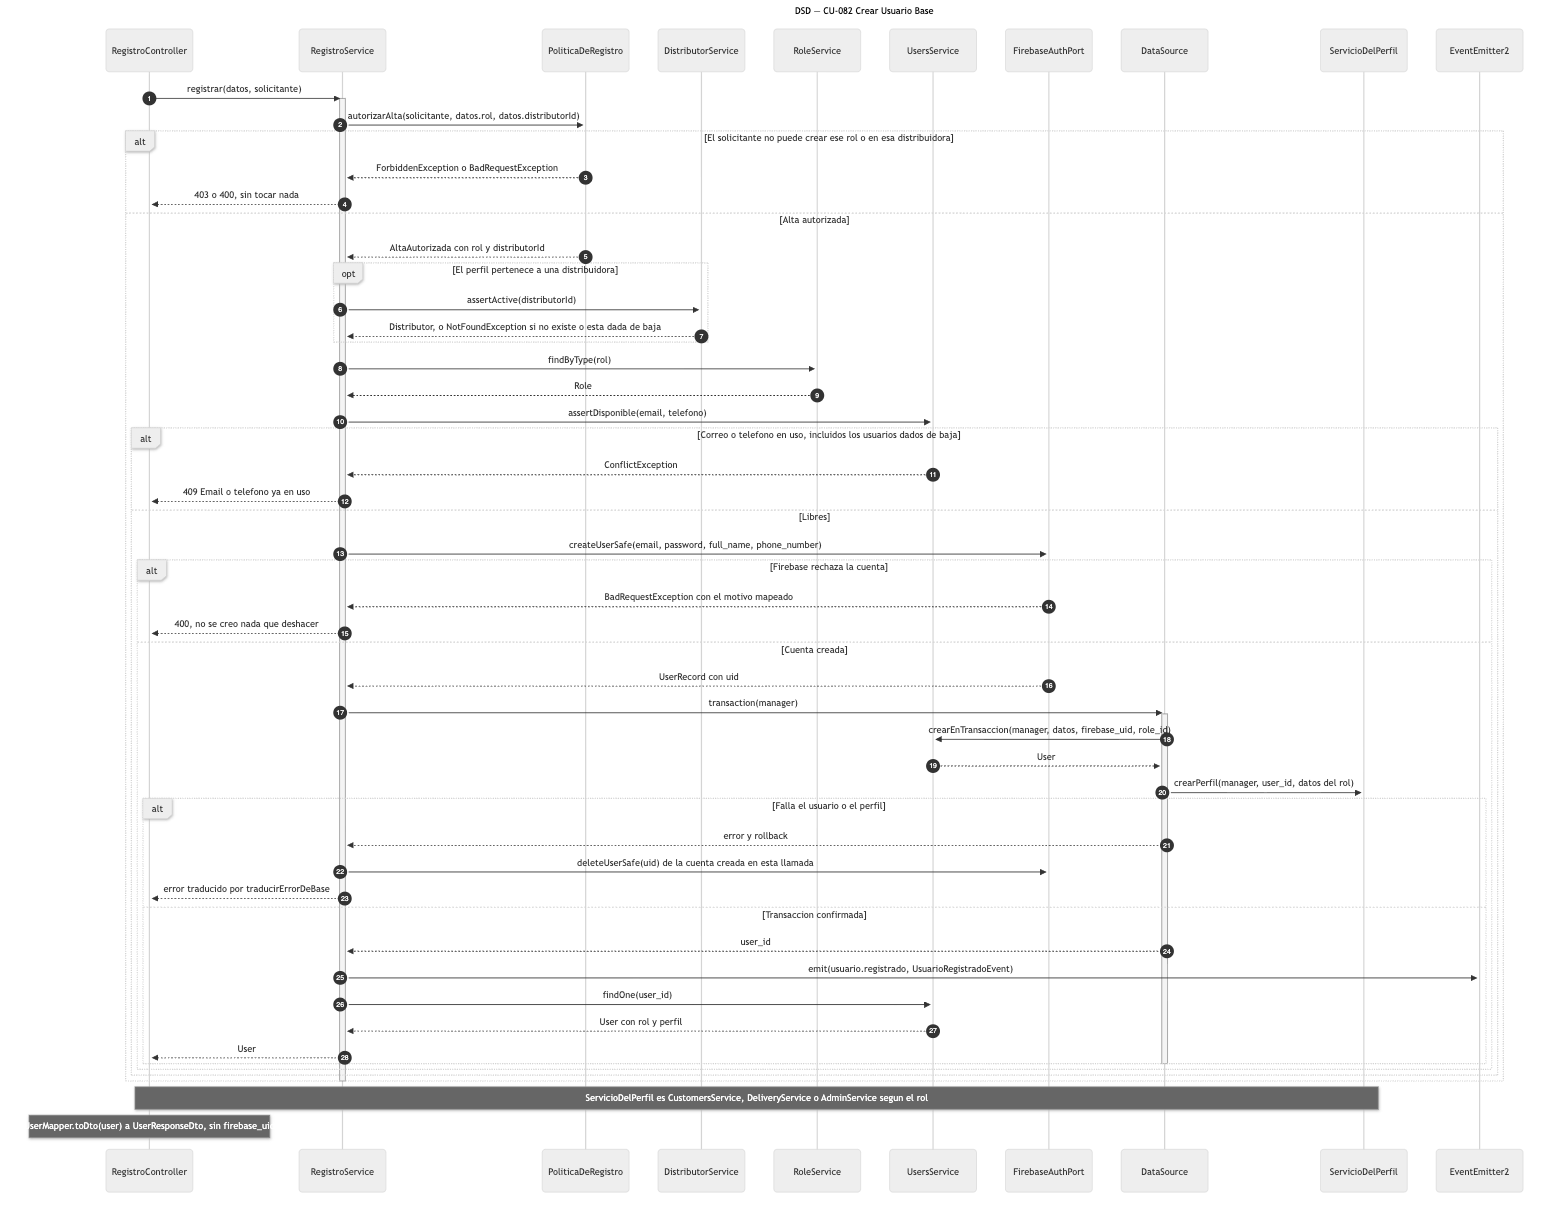 DSD — CU-082 Crear Usuario Base
RegistroController
RegistroService
PoliticaDeRegistro
DistributorService
RoleService
UsersService
FirebaseAuthPort
DataSource
ServicioDelPerfil
EventEmitter2
1
registrar(datos, solicitante)
2
autorizarAlta(solicitante, datos.rol, datos.distributorId)
alt
[El solicitante no puede crear ese rol o en esa distribuidora]
ForbiddenException o BadRequestException
3
403 o 400, sin tocar nada
4
[Alta autorizada]
AltaAutorizada con rol y distributorId
5
opt
[El perfil pertenece a una distribuidora]
6
assertActive(distributorId)
Distributor, o NotFoundException si no existe o esta dada de baja
7
8
findByType(rol)
Role
9
10
assertDisponible(email, telefono)
alt
[Correo o telefono en uso, incluidos los usuarios dados de baja]
ConflictException
11
409 Email o telefono ya en uso
12
[Libres]
13
createUserSafe(email, password, full_name, phone_number)
alt
[Firebase rechaza la cuenta]
BadRequestException con el motivo mapeado
14
400, no se creo nada que deshacer
15
[Cuenta creada]
UserRecord con uid
16
17
transaction(manager)
crearEnTransaccion(manager, datos, firebase_uid, role_id)
18
19
User
20
crearPerfil(manager, user_id, datos del rol)
alt
[Falla el usuario o el perfil]
error y rollback
21
22
deleteUserSafe(uid) de la cuenta creada en esta llamada
error traducido por traducirErrorDeBase
23
[Transaccion confirmada]
user_id
24
25
emit(usuario.registrado, UsuarioRegistradoEvent)
26
findOne(user_id)
User con rol y perfil
27
User
28
ServicioDelPerfil es CustomersService, DeliveryService o AdminService segun el rol
UserMapper.toDto(user) a UserResponseDto, sin firebase_uid
RegistroController
RegistroService
PoliticaDeRegistro
DistributorService
RoleService
UsersService
FirebaseAuthPort
DataSource
ServicioDelPerfil
EventEmitter2